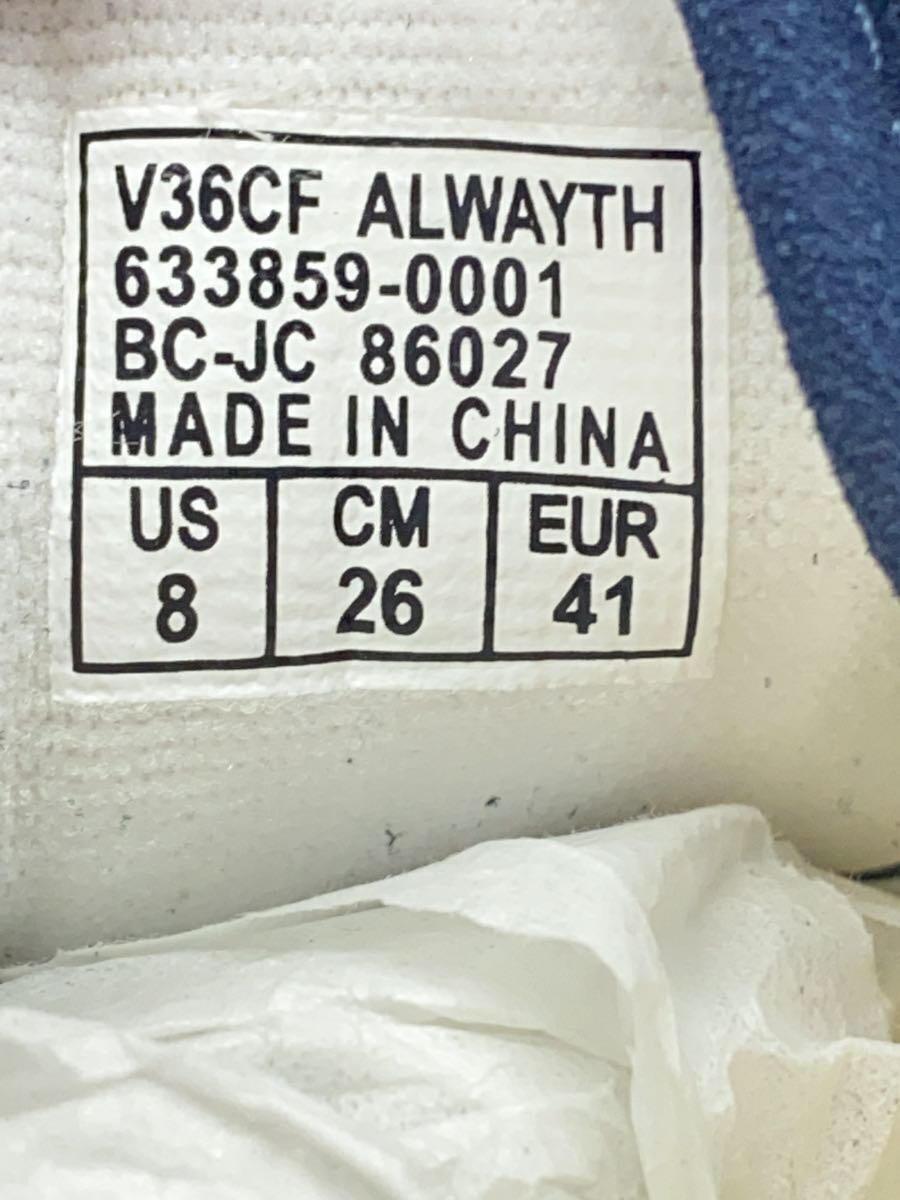 V36CF ALWAYTH
633859-0001
BC-JC 86027
MADE IN CHINA
US CM EUR
8 26 41